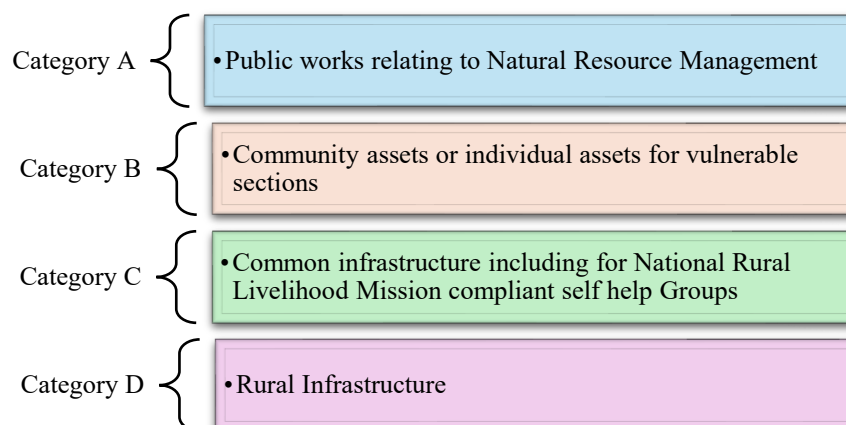 Category A
•Public works relating to Natural Resource Management
Category B
•Community assets or individual assets for vulnerable
sections
Category C
•Common infrastructure including for National Rural
Livelihood Mission compliant self help Groups
Category D
•Rural Infrastructure